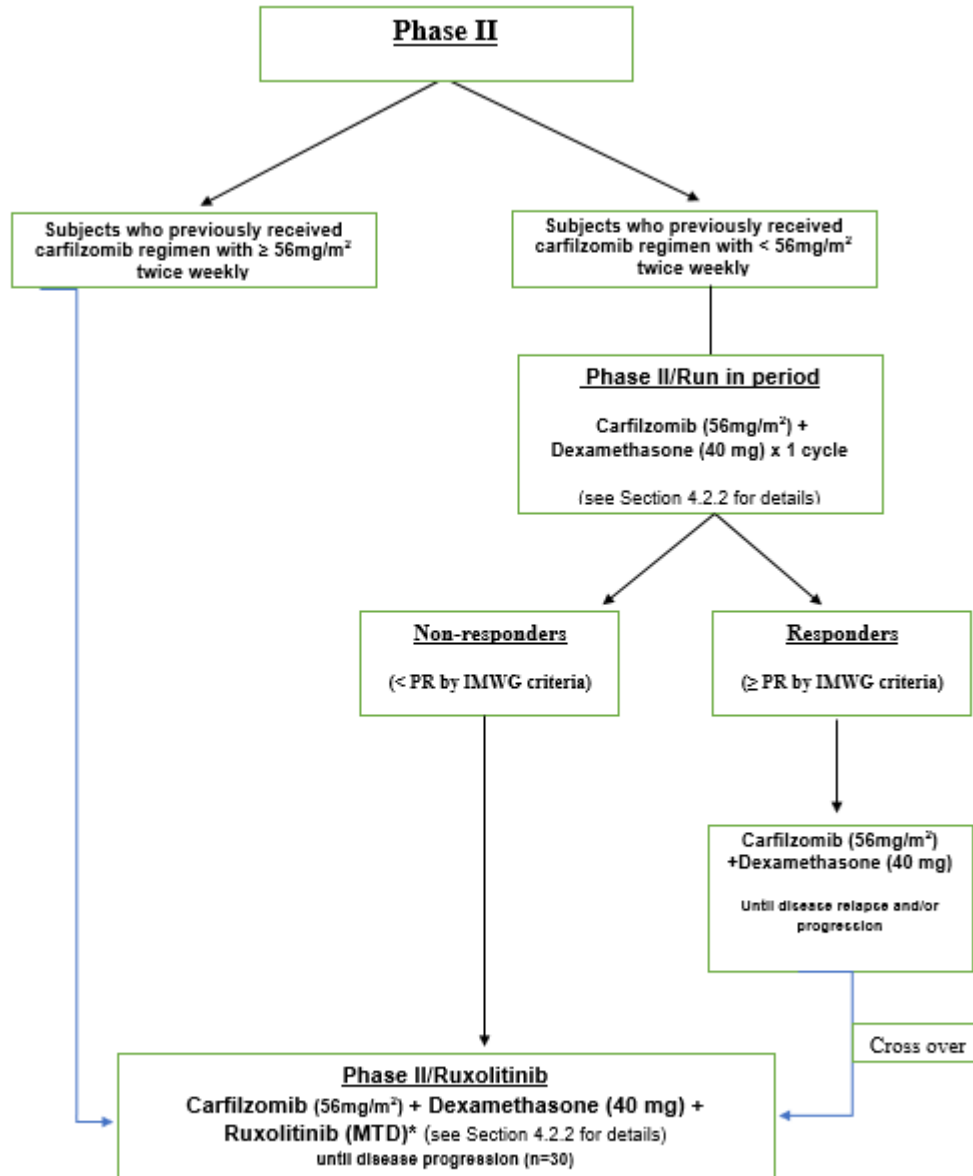 Phase II
Subjects who previously received
carfilzomib regimen with ≥ 56mg/m²
twice weekly
Subjects who previously received
carfilzomib regimen with < 56mg/m²
twice weekly
Phase II/Run in period
Carfilzomib (56mg/m²) +
Dexamethasone (40 mg) x 1 cycle
(see Section 4.2.2 for details)
Non-responders
(< PR by IMWG criteria)
Responders
(≥ PR by IMWG criteria)
Carfilzomib (56mg/m²)
+Dexamethasone (40 mg)
Until disease relapse and/or
progression
Cross over
Phase II/Ruxolitinib
Carfilzomib (56mg/m²) + Dexamethasone (40 mg) +
Ruxolitinib (MTD)* (see Section 4.2.2 for details)
until disease progression (n=30)